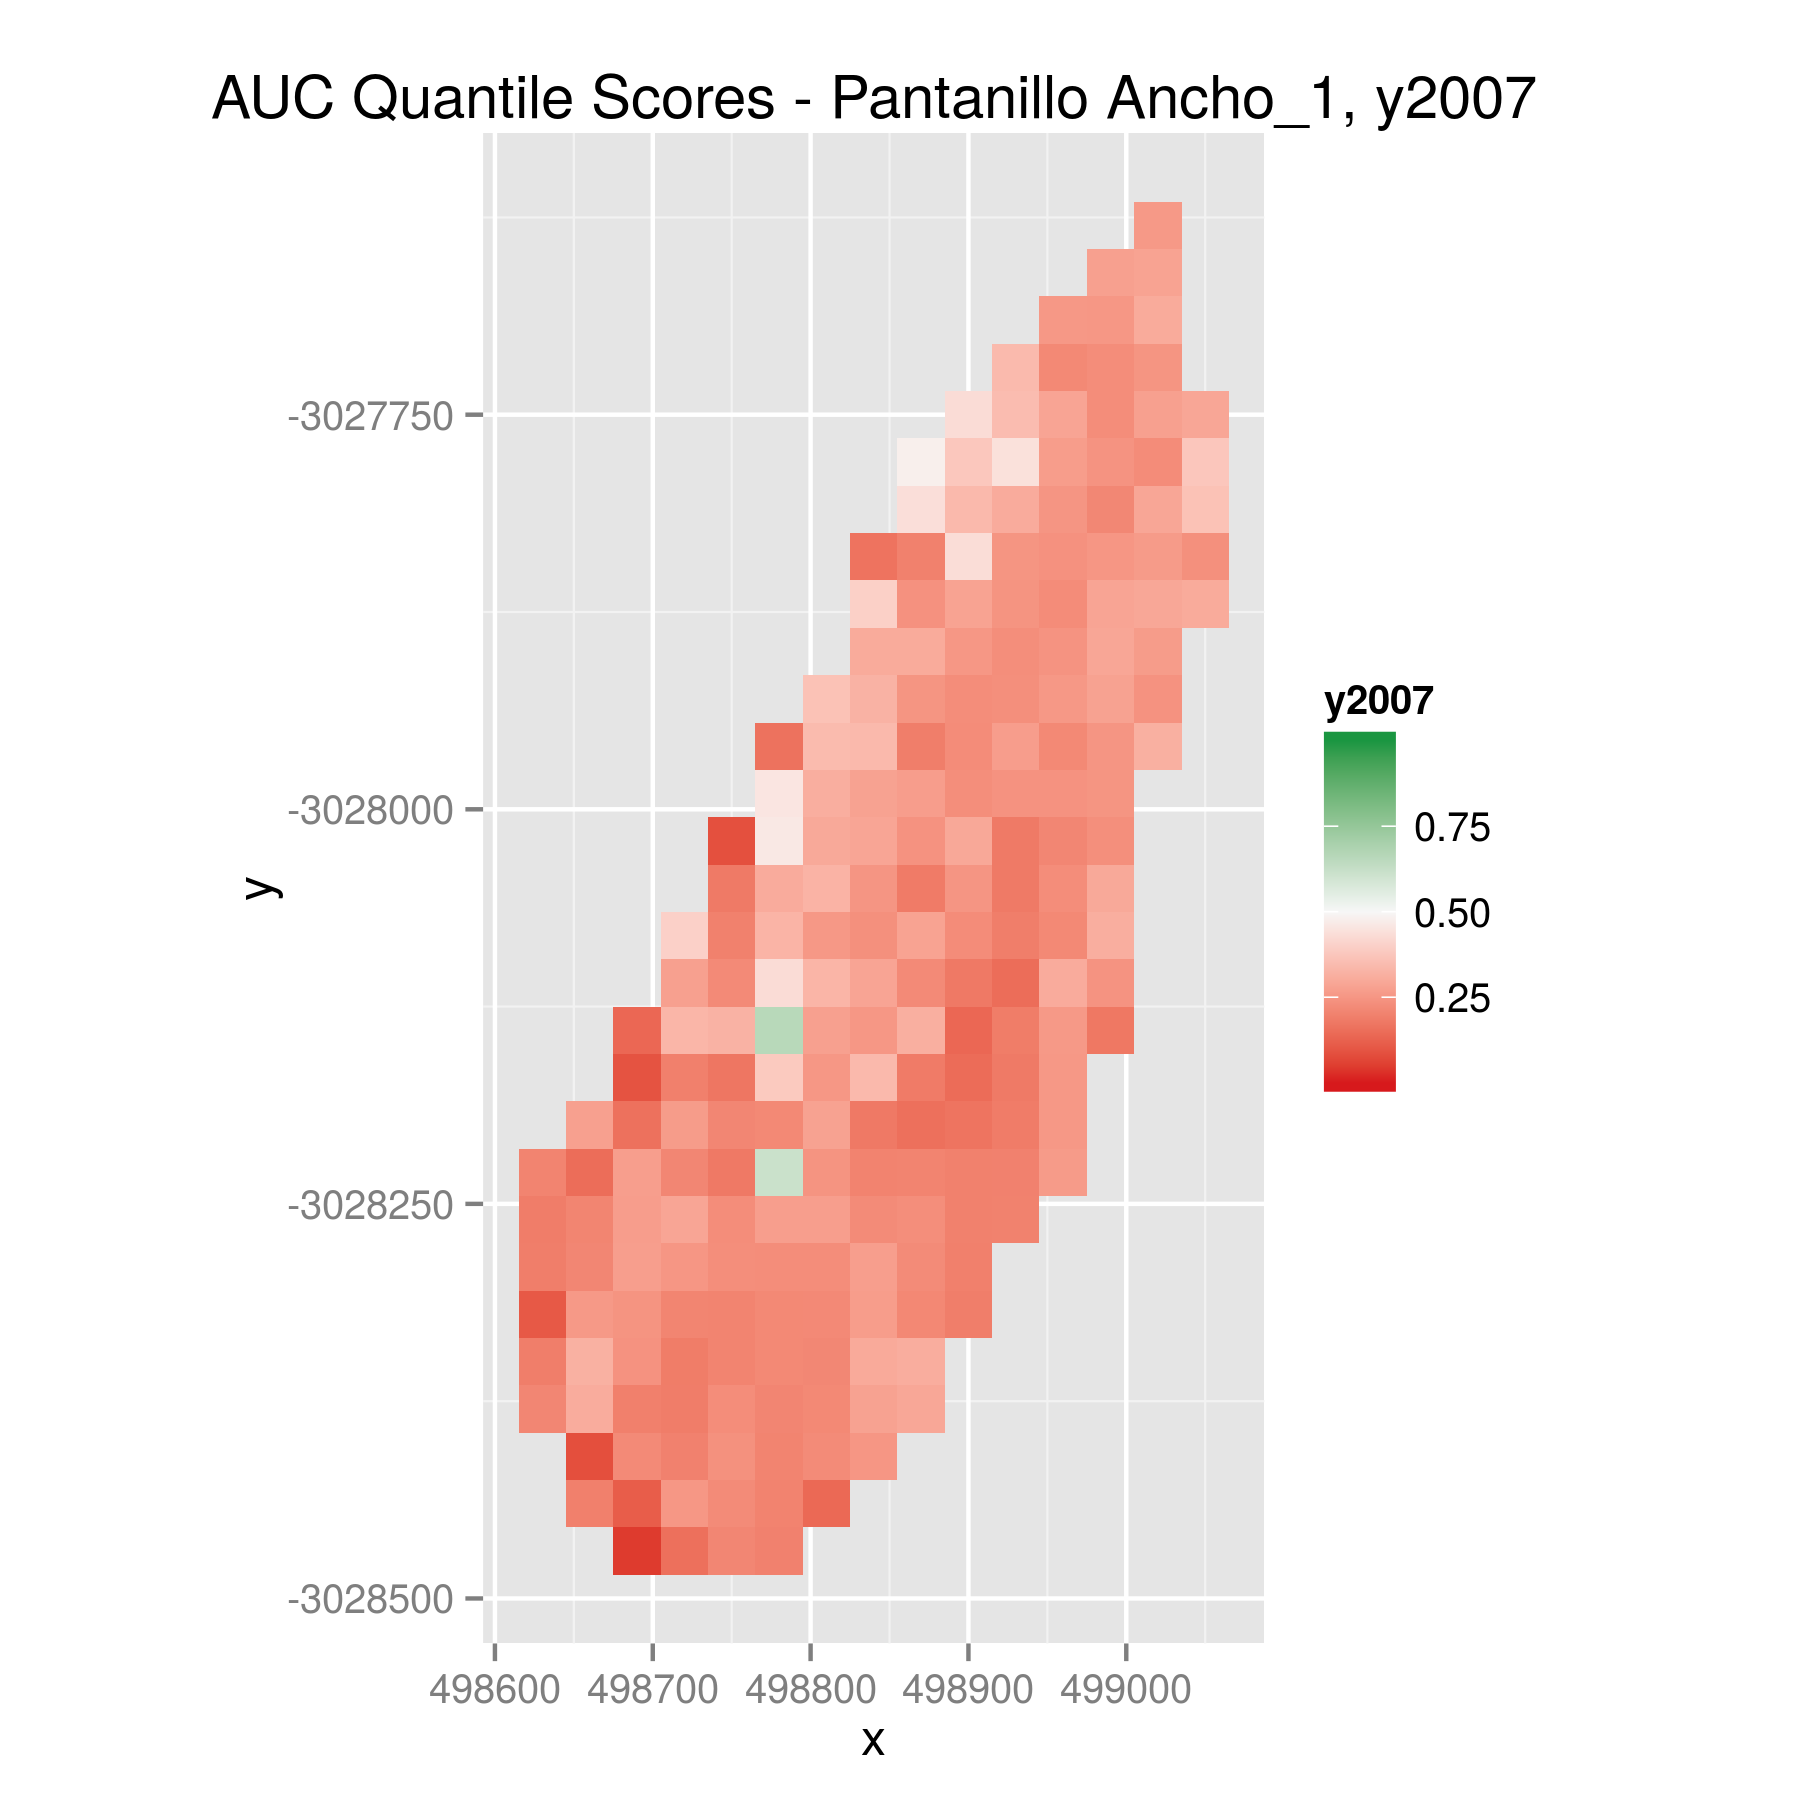 AUC Quantile Scores - Pantanillo Ancho_1, y2007
-3027750
-3028000
-3028250
-3028500
y
498600 498700 498800 498900 499000
x
y2007
0.75
0.50
0.25